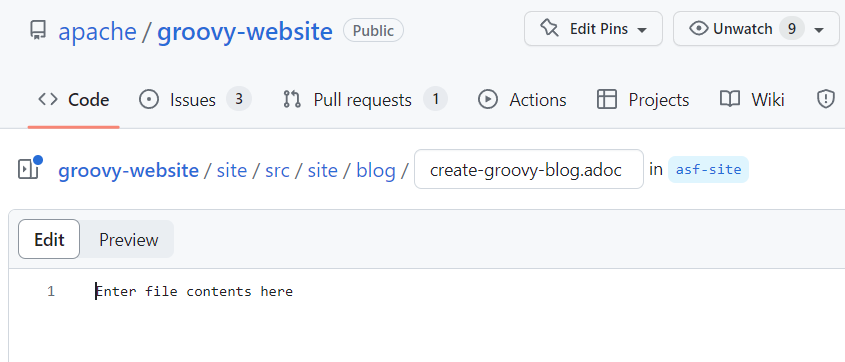 apache / groovy-website Public Edit Pins Unwatch 9
Code Issues 3 Pull requests 1 Actions Projects Wiki
groovy-website / site / src / site / blog / create-groovy-blog.adoc in asf-site
Edit Preview
1 Enter file contents here